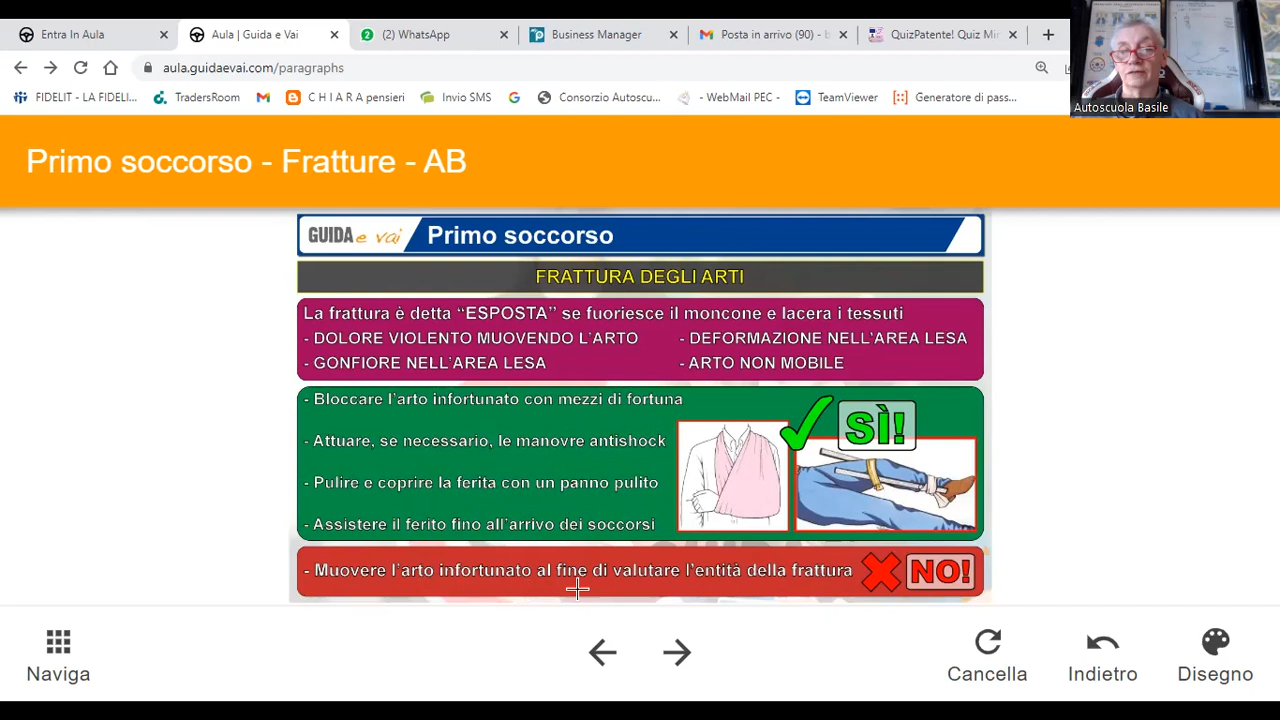 Entra In Aula
Aula | Guida e Vai
(2) WhatsApp
Business Manager
Posta in arrivo (90) - b
QuizPatente! Quiz Min
aula.guidaevai.com/paragraphs
FIDELIT - LA FIDELI...
TradersRoom
C H I A R A pensieri
Invio SMS
Consorzio Autoscu...
- WebMail PEC -
TeamViewer
Generatore di pass...
Autoscuola Basile
Primo soccorso - Fratture - AB
GUIDA e vai
Primo soccorso
FRATTURA DEGLI ARTI
La frattura è detta “ESPOSTA” se fuoriesce il moncone e lacera i tessuti
- DOLORE VIOLENTO MUOVENDO L’ARTO
- DEFORMAZIONE NELL’AREA LESA
- GONFIORE NELL’AREA LESA
- ARTO NON MOBILE
- Bloccare l’arto infortunato con mezzi di fortuna
- Attuare, se necessario, le manovre antishock
- Pulire e coprire la ferita con un panno pulito
- Assistere il ferito fino all’arrivo dei soccorsi
SÌ!
- Muovere l’arto infortunato al fine di valutare l’entità della frattura
NO!
Naviga
Cancella
Indietro
Disegno